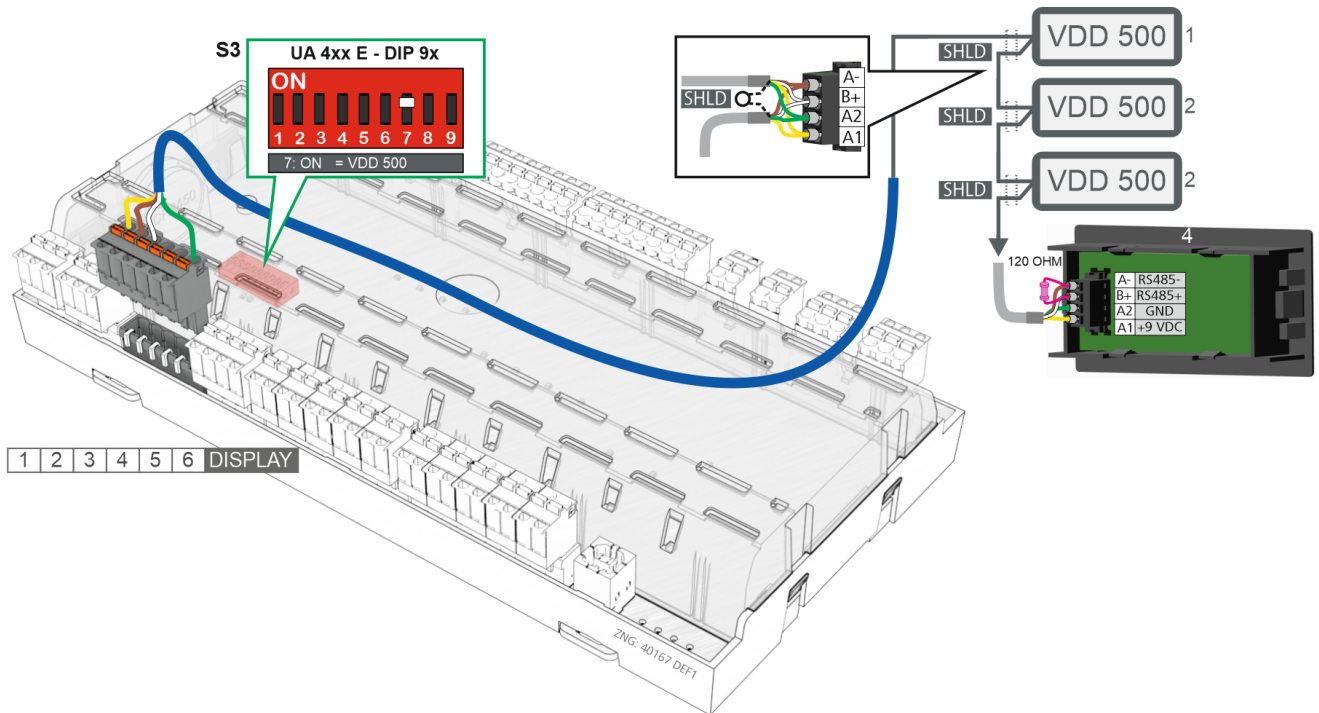 S3
UA 4xx E - DIP 9x
ON
1 2 3 4 5 6 7 8 9
7: ON = VDD 500
SHLD
A-
B+
A2
A1
SHLD
VDD 500 1
SHLD
VDD 500 2
SHLD
VDD 500 2
4
120 OHM
A- RS485-
B+ RS485+
A2 GND
A1 +9 VDC
1 2 3 4 5 6 DISPLAY
ZNG: 40167 DEF1